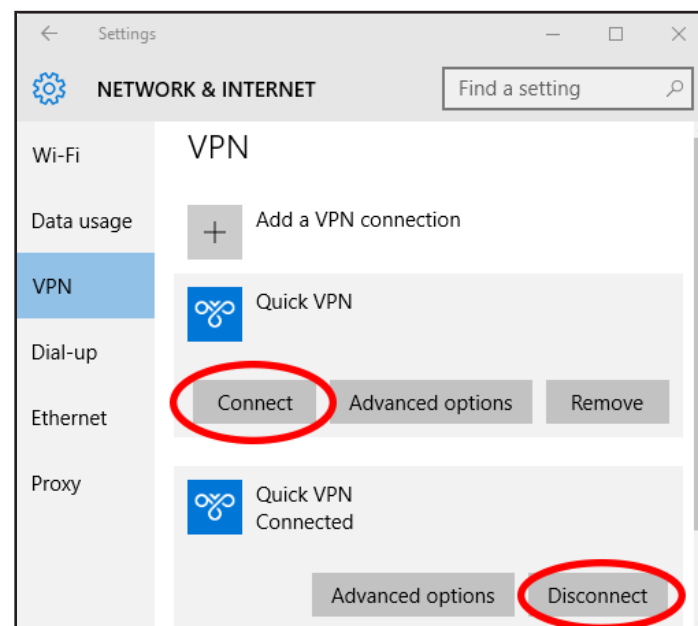 Settings
NETWORK & INTERNET
Find a setting
Wi-Fi
Data usage
VPN
Dial-up
Ethernet
Proxy
VPN
Add a VPN connection
Quick VPN
Connect Advanced options Remove
Quick VPN
Connected
Advanced options Disconnect